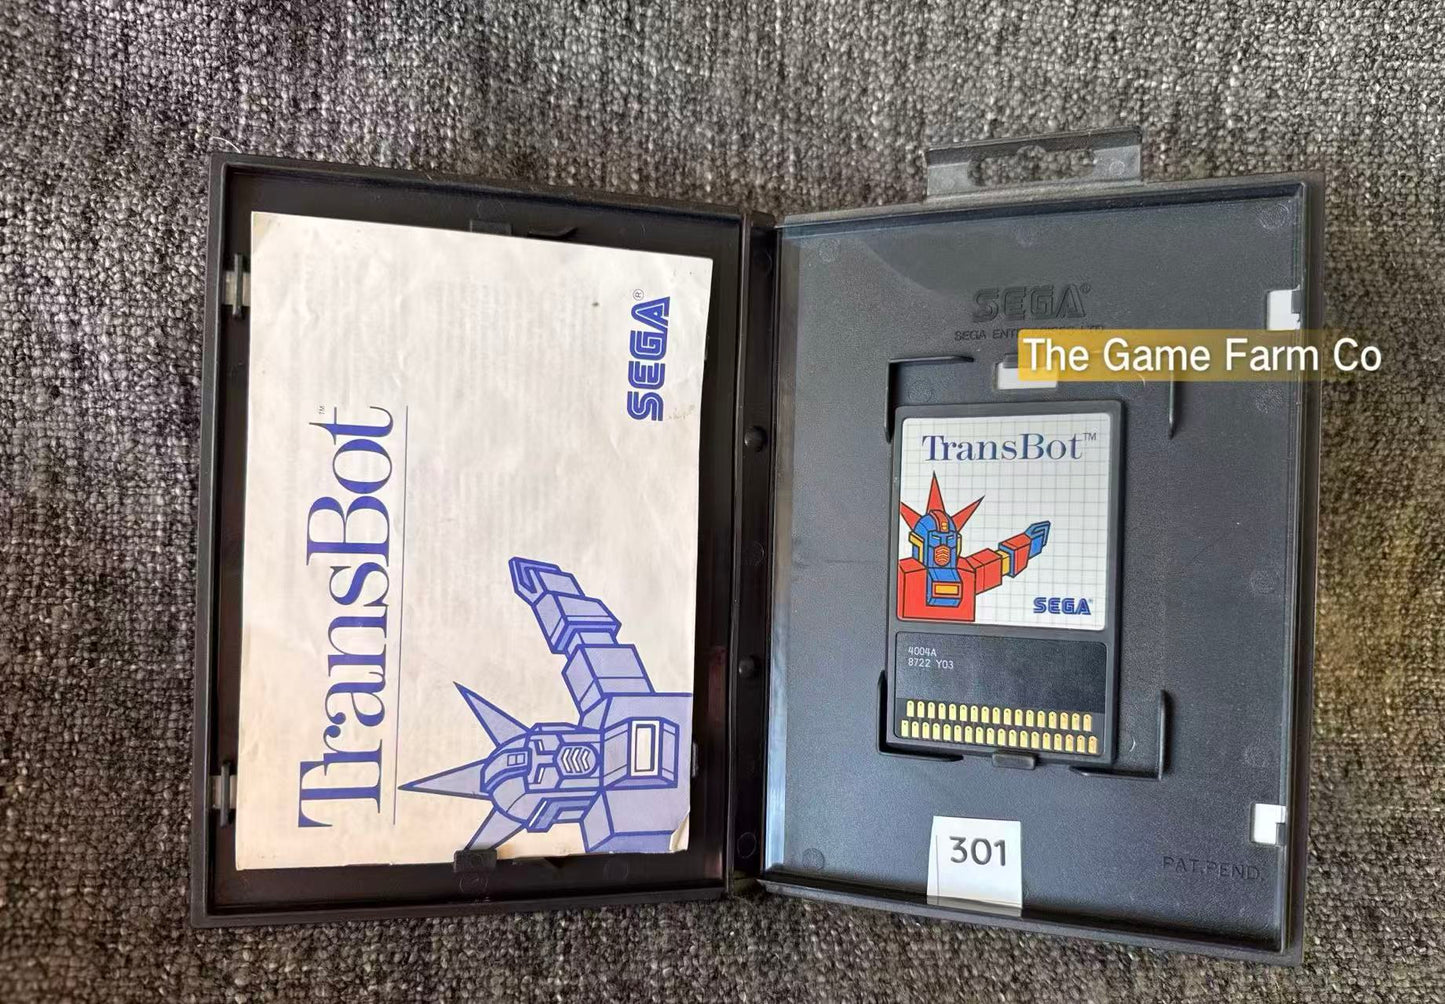 TransBot™
SEGA®
SEGA®
SEGA ENTERPRISES LTD.
The Game Farm Co
TransBot™
SEGA®
4004A
8722 Y03
301
PAT.PEND.